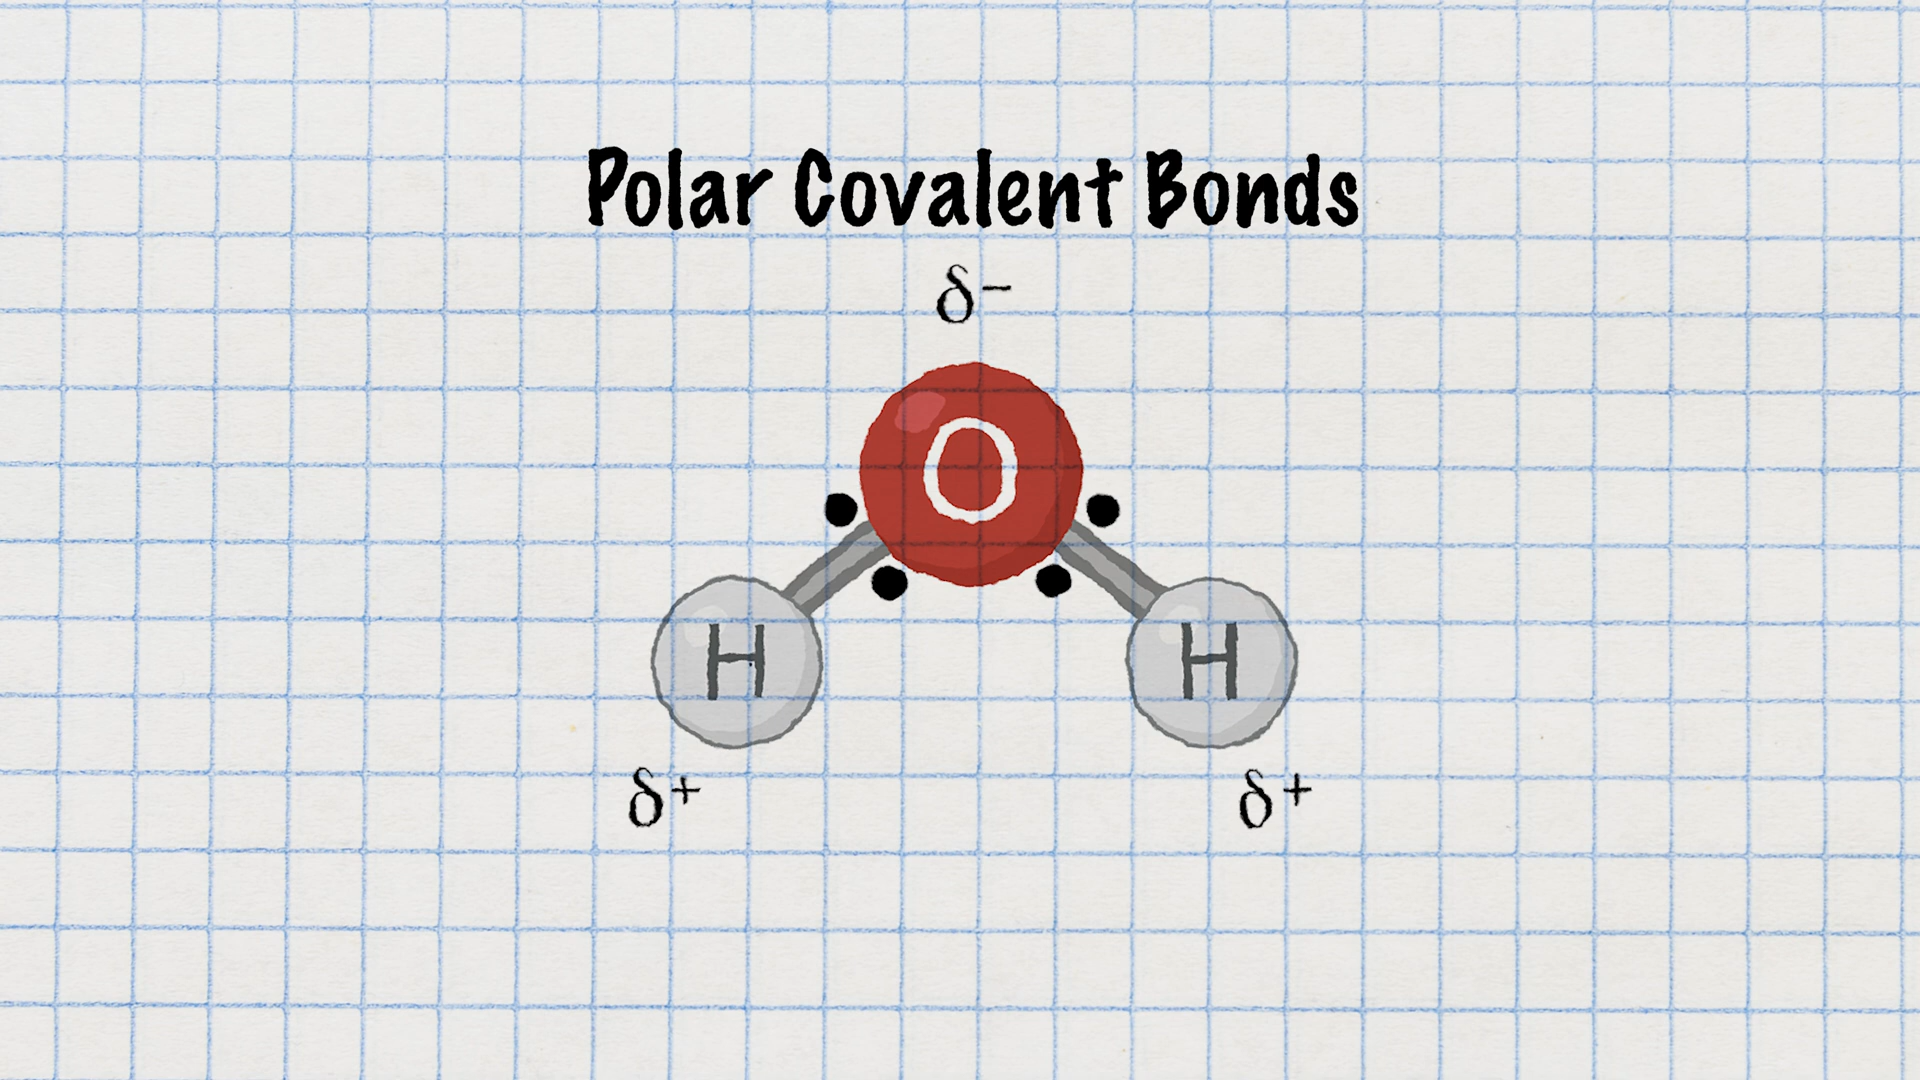 Polar Covalent Bonds
δ−
O
H H
δ+ δ+